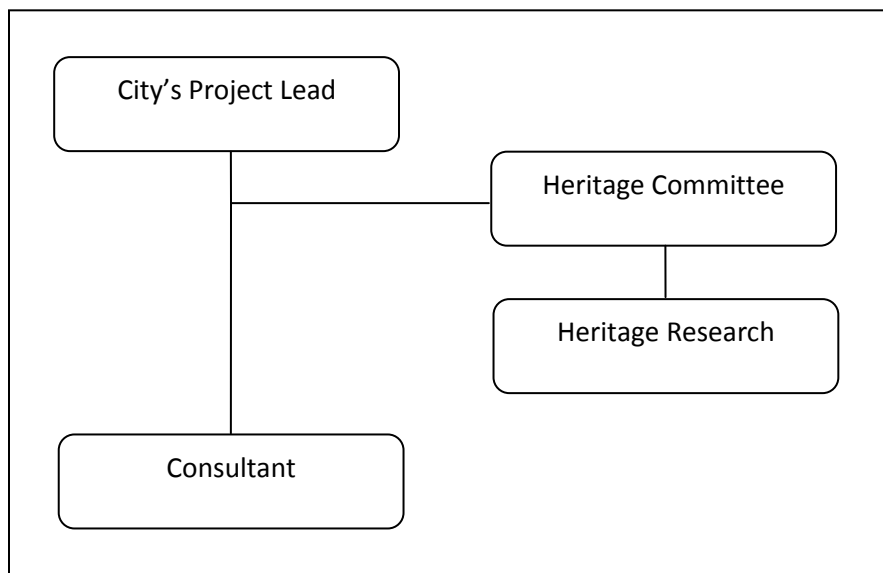 City’s Project Lead
Heritage Committee
Heritage Research
Consultant